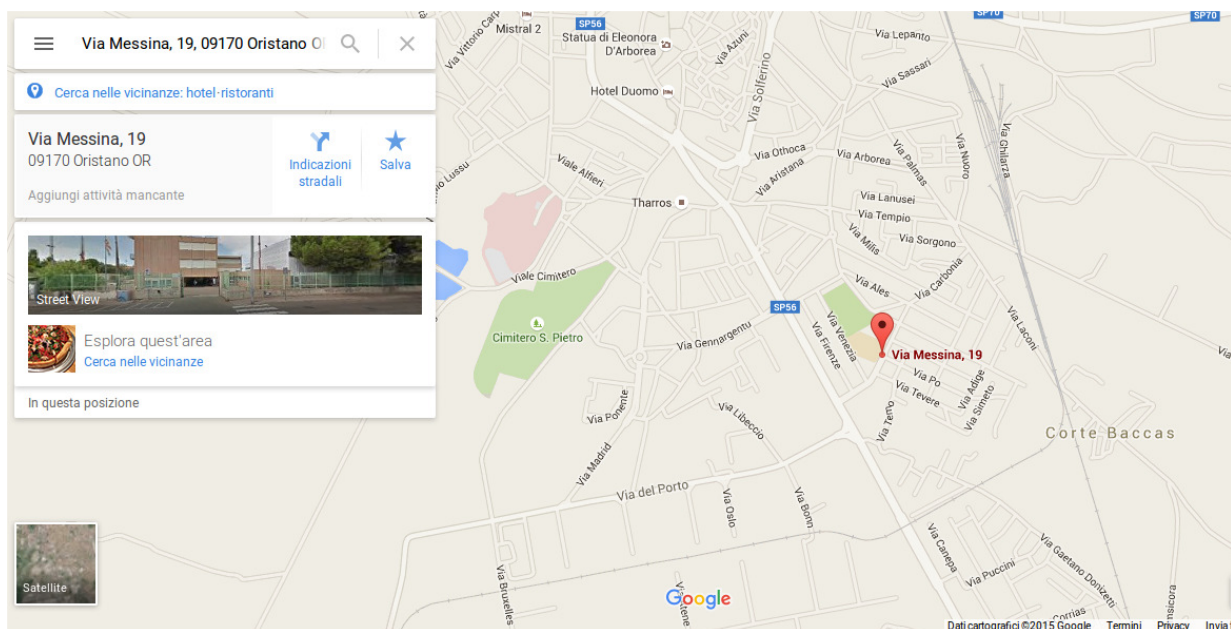 Via Messina, 19, 09170 Oristano
Cerca nelle vicinanze: hotel·ristoranti
Via Messina, 19
09170 Oristano OR
Aggiungi attività mancante
Indicazioni
stradali
Salva
Street View
Esplora quest'area
Cerca nelle vicinanze
In questa posizione
Satellite
SP56
SP70
SP70
Mistral 2
Statua di Eleonora
D'Arborea
Via Azuni
Via Solferino
Via Lepanto
Via Sassari
Hotel Duomo
Via Ghilarza
Via Nuoro
Via Othoca
Via Arborea
Via Palmas
Via Aristana
Viale Alfieri
Tharros
Via Lanusei
Via Tempio
Via Milis
Via Sorgono
Via Carbonia
Via Ales
Viale Cimitero
SP56
Via Laconi
Cimitero S. Pietro
Via Gennargentu
Via Firenze
Via Venezia
Via Messina, 19
Via Po
Via Tevere
Via Adige
Via Simeto
Via Temo
Via Ponente
Via Libeccio
Corte Baccas
Via Madrid
Via del Porto
Via Oslo
Via Bonn
Via Canepa
Via Puccini
Via Gaetano Donizetti
Via Bruxelles
Google
Dati cartografici ©2015 Google
Termini
Privacy